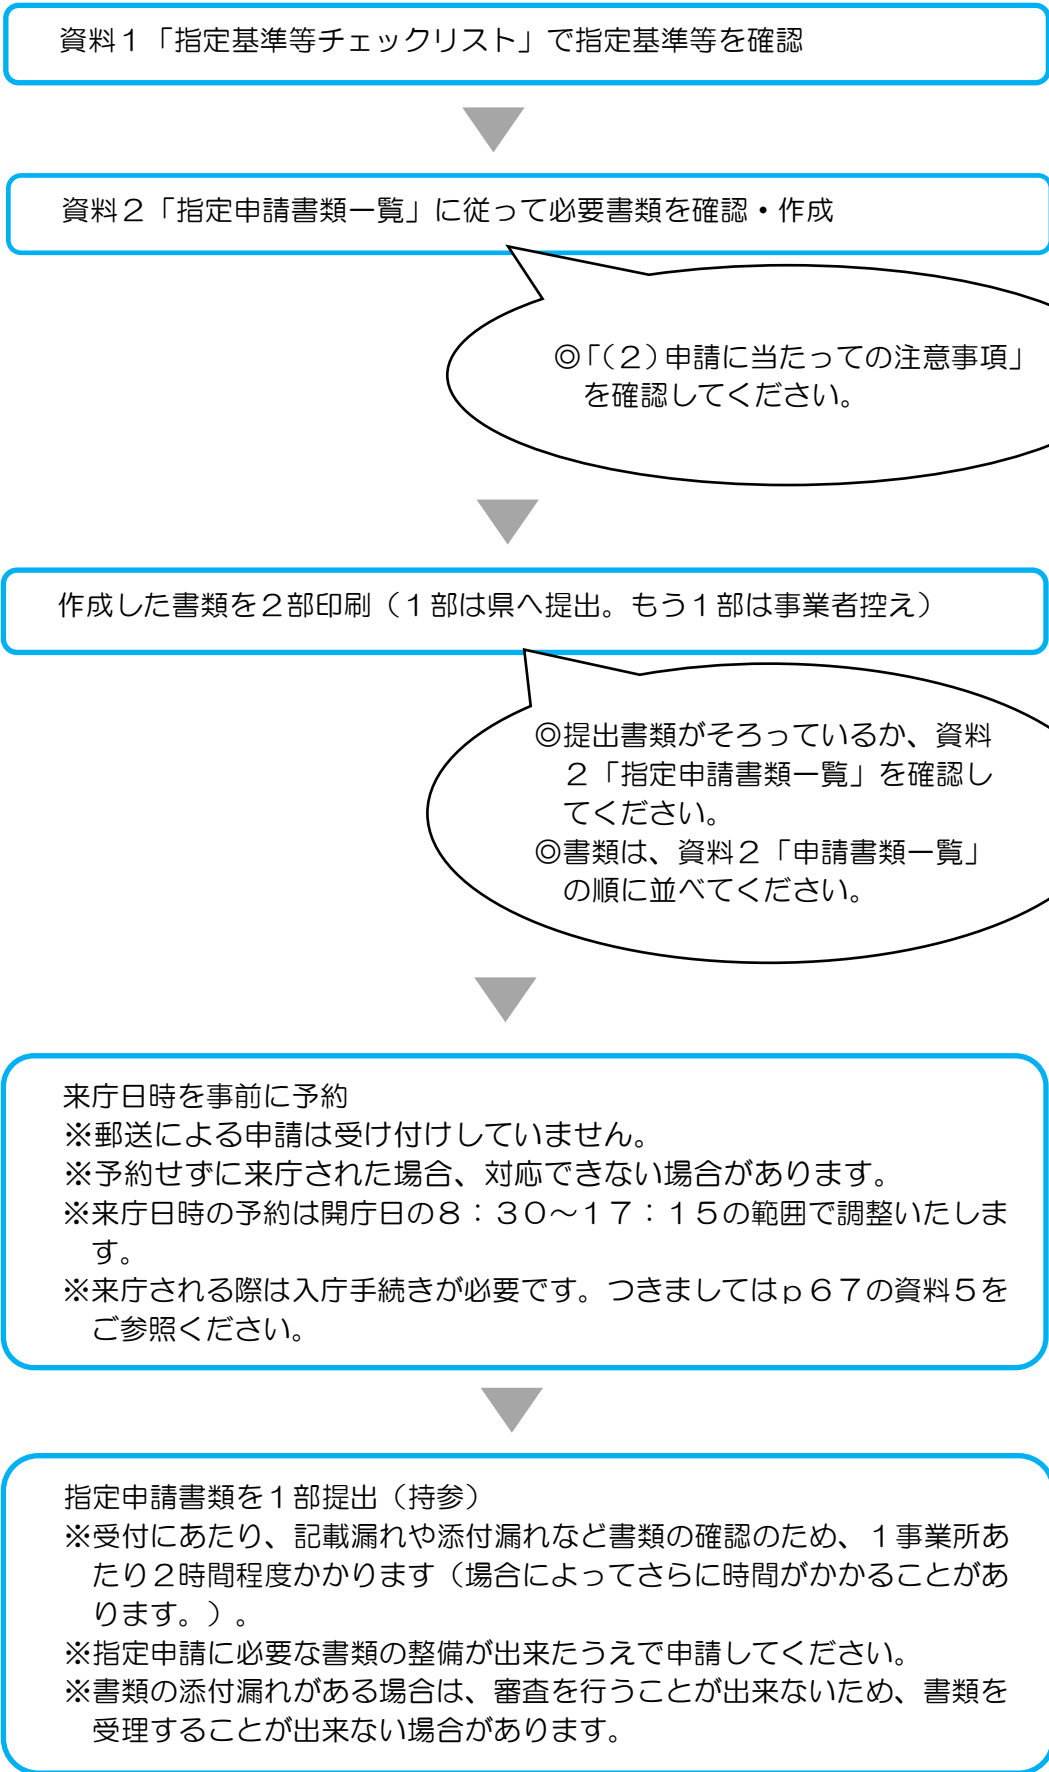 資料１「指定基準等チェックリスト」で指定基準等を確認
資料２「指定申請書類一覧」に従って必要書類を確認・作成
◎「（２）申請に当たっての注意事項」
を確認してください。
作成した書類を２部印刷（１部は県へ提出。もう１部は事業者控え）
◎提出書類がそろっているか、資料
２「指定申請書類一覧」を確認し
てください。
◎書類は、資料２「申請書類一覧」
の順に並べてください。
来庁日時を事前に予約
※郵送による申請は受け付けしていません。
※予約せずに来庁された場合、対応できない場合があります。
※来庁日時の予約は開庁日の８：３０～１７：１５の範囲で調整いたしま
す。
※来庁される際は入庁手続きが必要です。つきましてはｐ６７の資料５を
ご参照ください。
指定申請書類を１部提出（持参）
※受付にあたり、記載漏れや添付漏れなど書類の確認のため、１事業所あ
たり２時間程度かかります（場合によってさらに時間がかかることがあ
ります。）。
※指定申請に必要な書類の整備が出来たうえで申請してください。
※書類の添付漏れがある場合は、審査を行うことが出来ないため、書類を
受理することが出来ない場合があります。